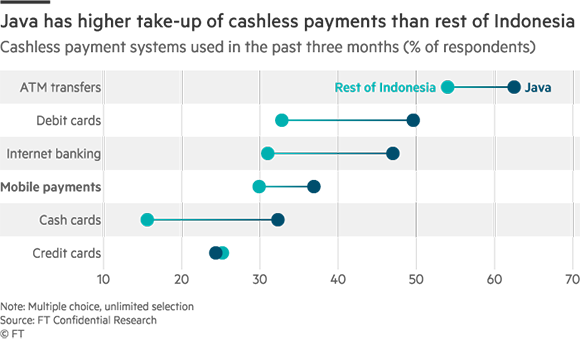 Java has higher take-up of cashless payments than rest of Indonesia
Cashless payment systems used in the past three months (% of respondents)
ATM transfers
Rest of Indonesia
Java
Debit cards
Internet banking
Mobile payments
Cash cards
Credit cards
10 20 30 40 50 60 70
Note: Multiple choice, unlimited selection
Source: FT Confidential Research
© FT